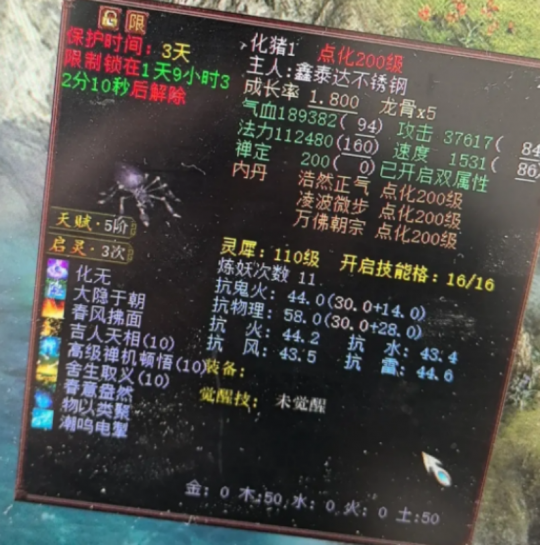 限
保护时间：3天
限制锁在1天9小时3
2分10秒后解除
化猪1 点化200级
主人:鑫泰达不锈钢
成长率 1.800 龙骨x5
气血189382( 94) 攻击 37617( 84
法力112480(160) 速度 1531( 86)
禅定 200( 0)已开启双属性
内丹 浩然正气 点化200级
凌波微步 点化200级
万佛朝宗 点化200级
天赋·5阶
启灵·3次
化无
大隐于朝
春风拂面
吉人天相(10)
高级禅机顿悟(10)
舍生取义(10)
春意盎然
物以类聚
潮鸣电掣
灵犀：110级 开启技能格：16/16
炼妖次数 11
抗鬼火：44.0(30.0+14.0)
抗物理：58.0(30.0+28.0)
抗 火：44.2 抗 水：43.4
抗 风：43.5 抗 雷：44.6
装备：
觉醒技： 未觉醒
金：0 木:50 水：0 火：0 土:50